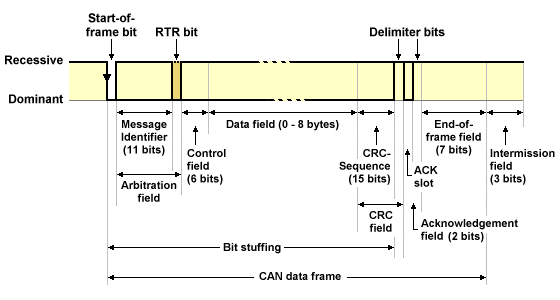 Start-of-
frame bit
RTR bit
Delimiter bits
Recessive
Dominant
Message
Identifier
(11 bits)
Arbitration
field
Control
field
(6 bits)
Data field (0 - 8 bytes)
CRC-
Sequence
(15 bits)
CRC
field
ACK
slot
Acknowledgement
field (2 bits)
End-of-
frame field
(7 bits)
Intermission
field
(3 bits)
Bit stuffing
CAN data frame